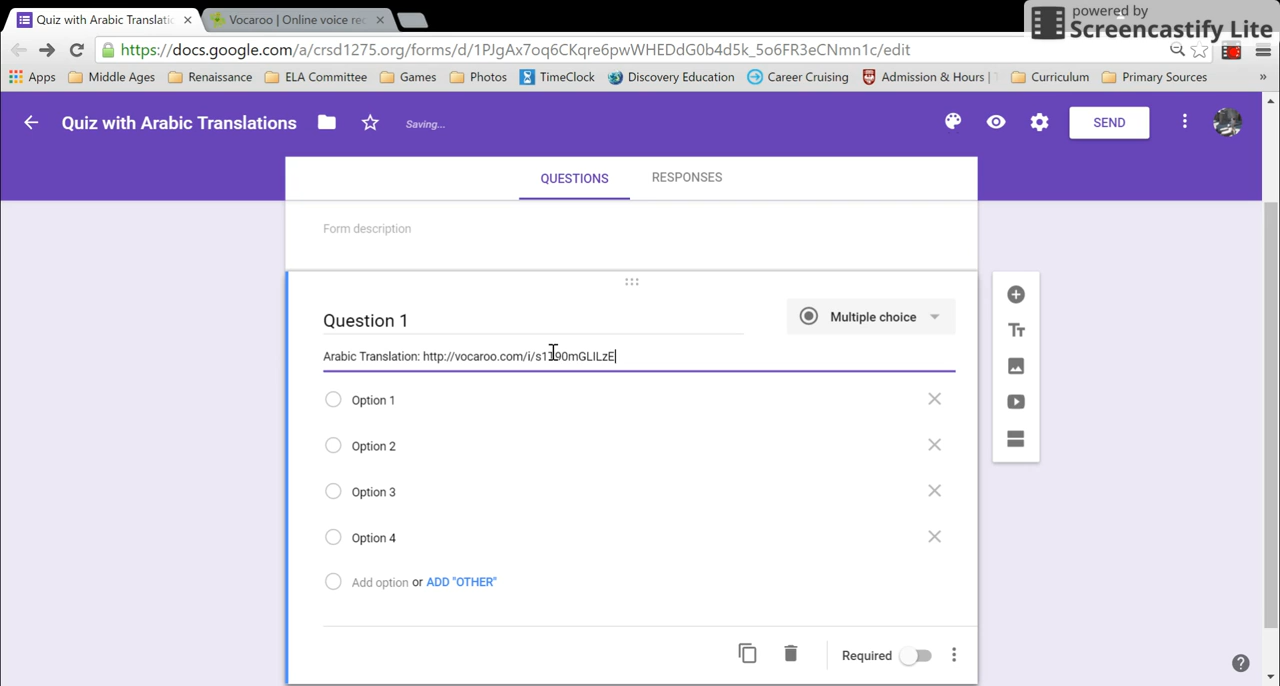 Quiz with Arabic Translatio
Vocaroo | Online voice rec
powered by
Screencastify Lite
https://docs.google.com/a/crsd1275.org/forms/d/1PJgAx7oq6CKqre6pwWHEDdG0b4d5k_5o6FR3eCNmn1c/edit
Apps Middle Ages Renaissance ELA Committee Games Photos TimeClock Discovery Education Career Cruising Admission & Hours | Curriculum Primary Sources »
Quiz with Arabic Translations Saving... SEND
QUESTIONS RESPONSES
Form description
Question 1 Multiple choice
Arabic Translation:
Option 1
Option 2
Option 3
Option 4
Add option or ADD "OTHER"
Required